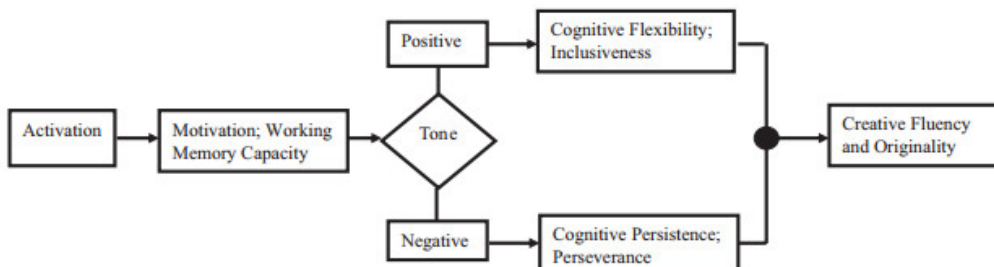 Positive
Cognitive Flexibility;
Inclusiveness
Activation
Motivation; Working
Memory Capacity
Tone
Creative Fluency
and Originality
Negative
Cognitive Persistence;
Perseverance